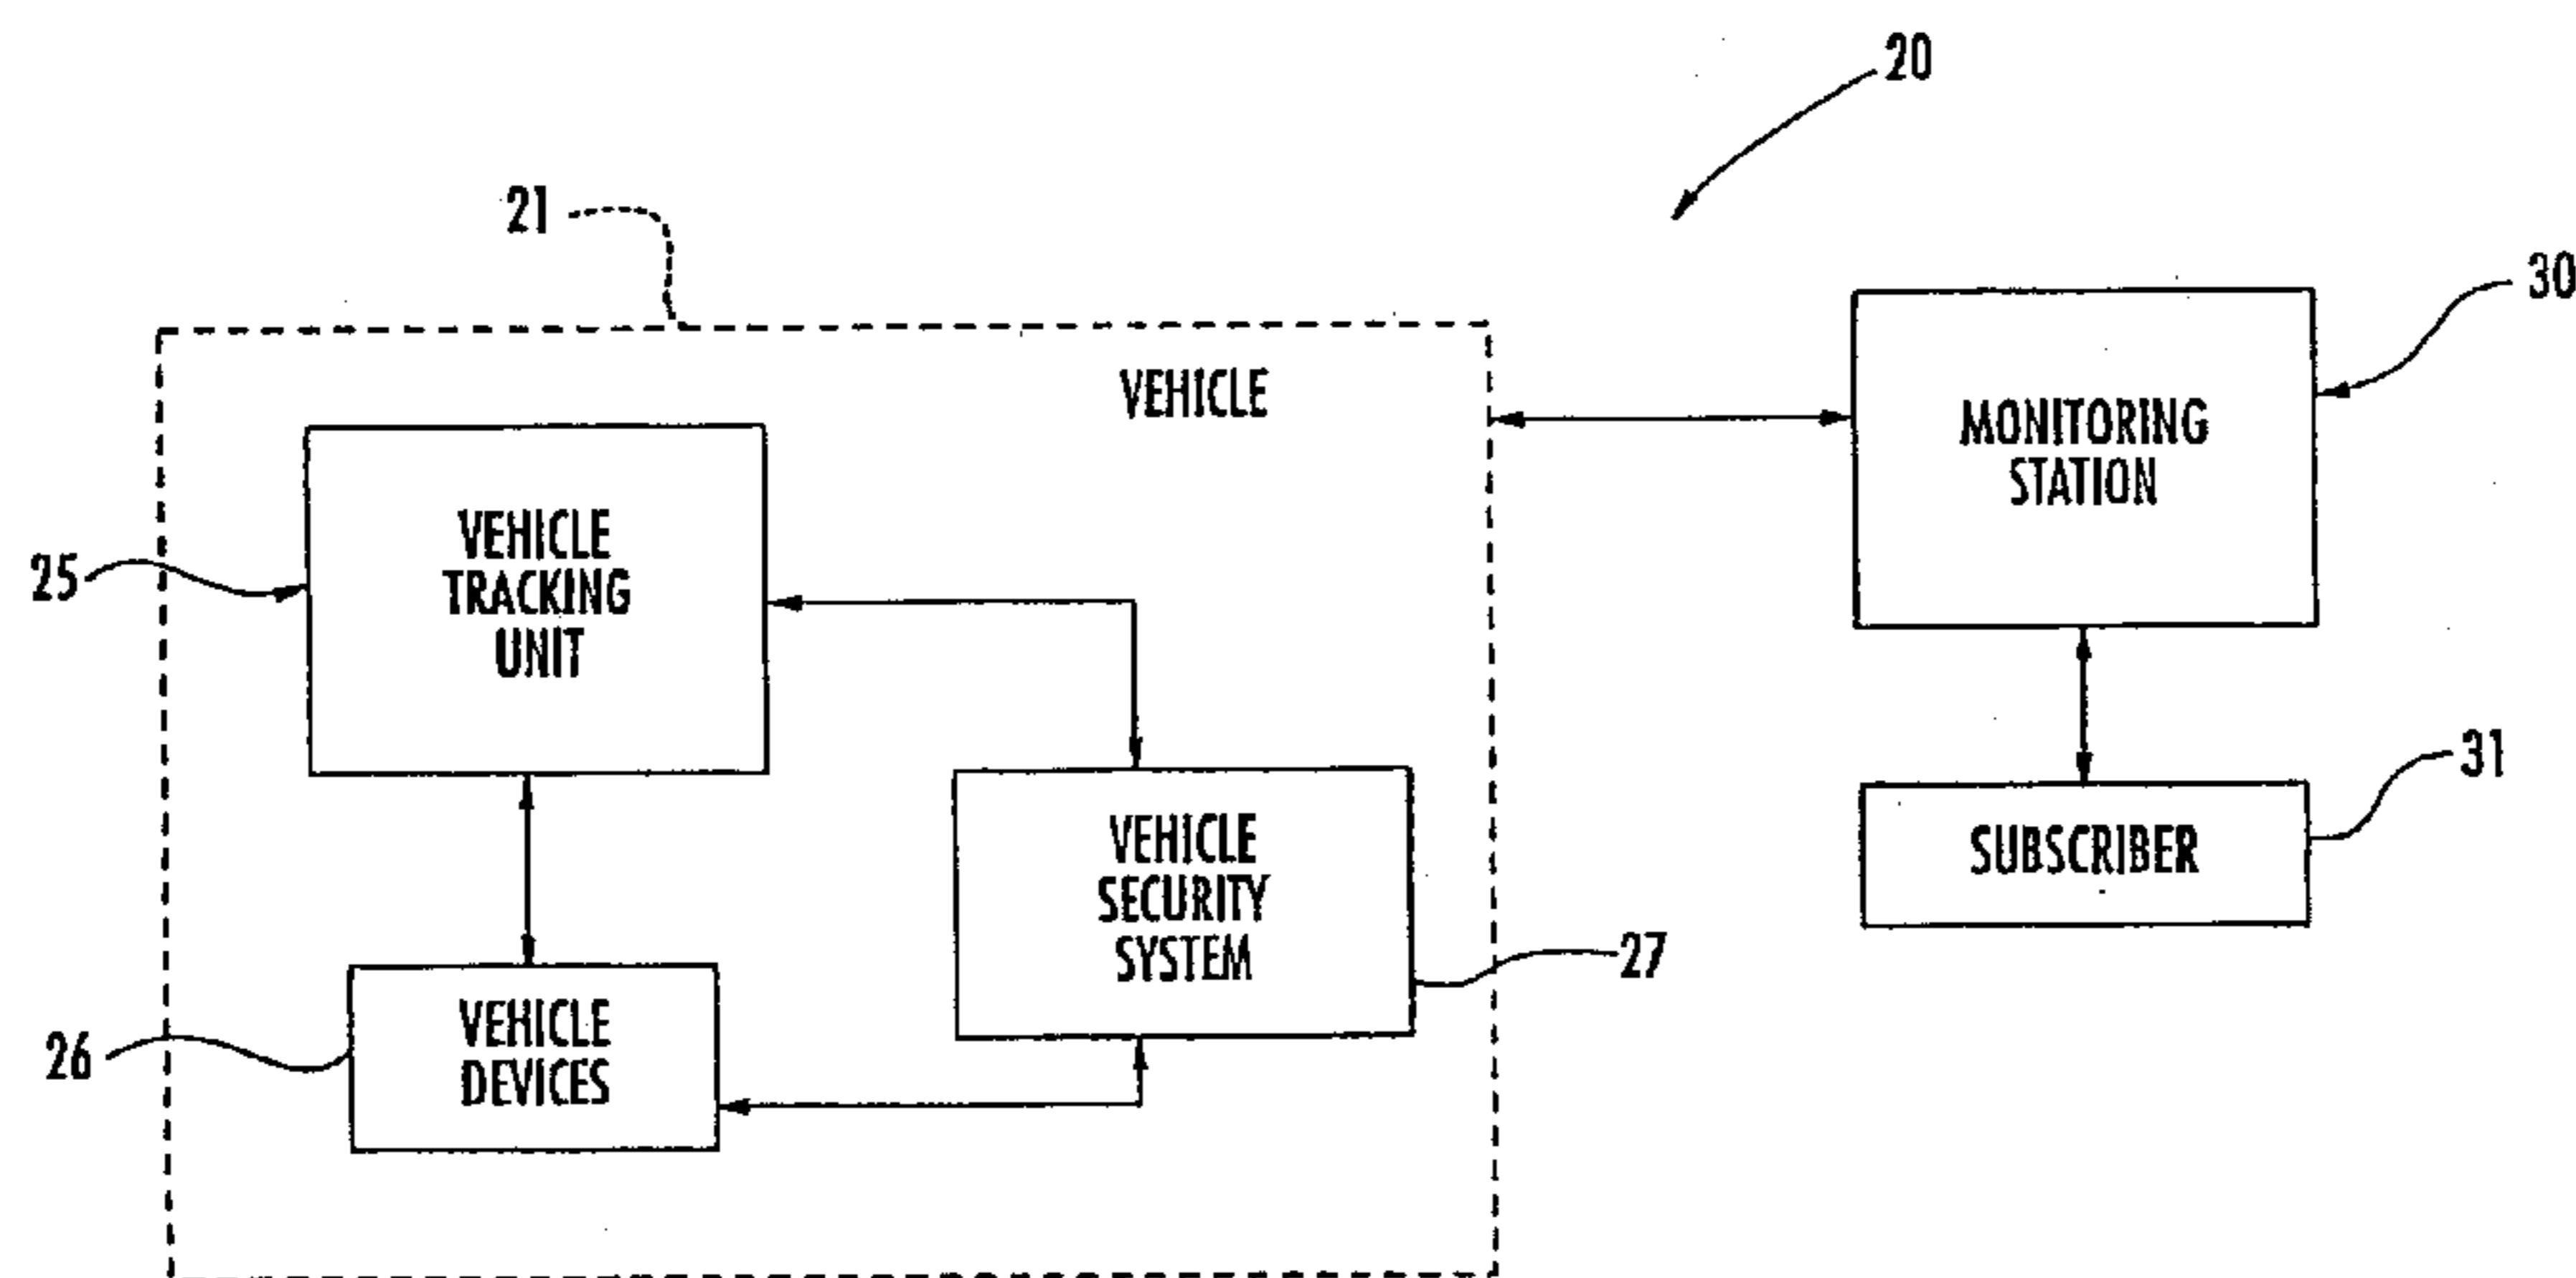 20
21
30
VEHICLE
MONITORING
STATION
VEHICLE
TRACKING
UNIT
25
31
VEHICLE
SECURITY
SYSTEM
SUBSCRIBER
27
VEHICLE
DEVICES
26